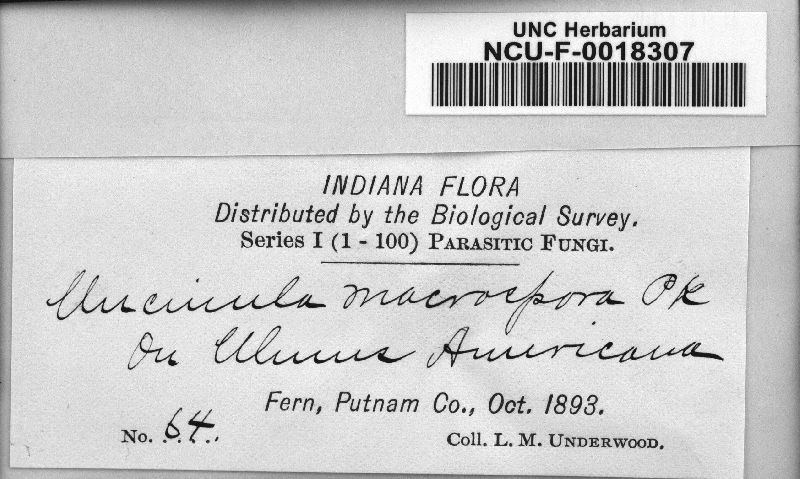 UNC Herbarium
NCU-F-0018307
INDIANA FLORA
Distributed by the Biological Survey.
Series I (1 - 100) PARASITIC FUNGI.
Uncinula macrospora Pk
On Ulmus Americana
Fern, Putnam Co., Oct. 1893.
No. 64.
Coll. L. M. UNDERWOOD.